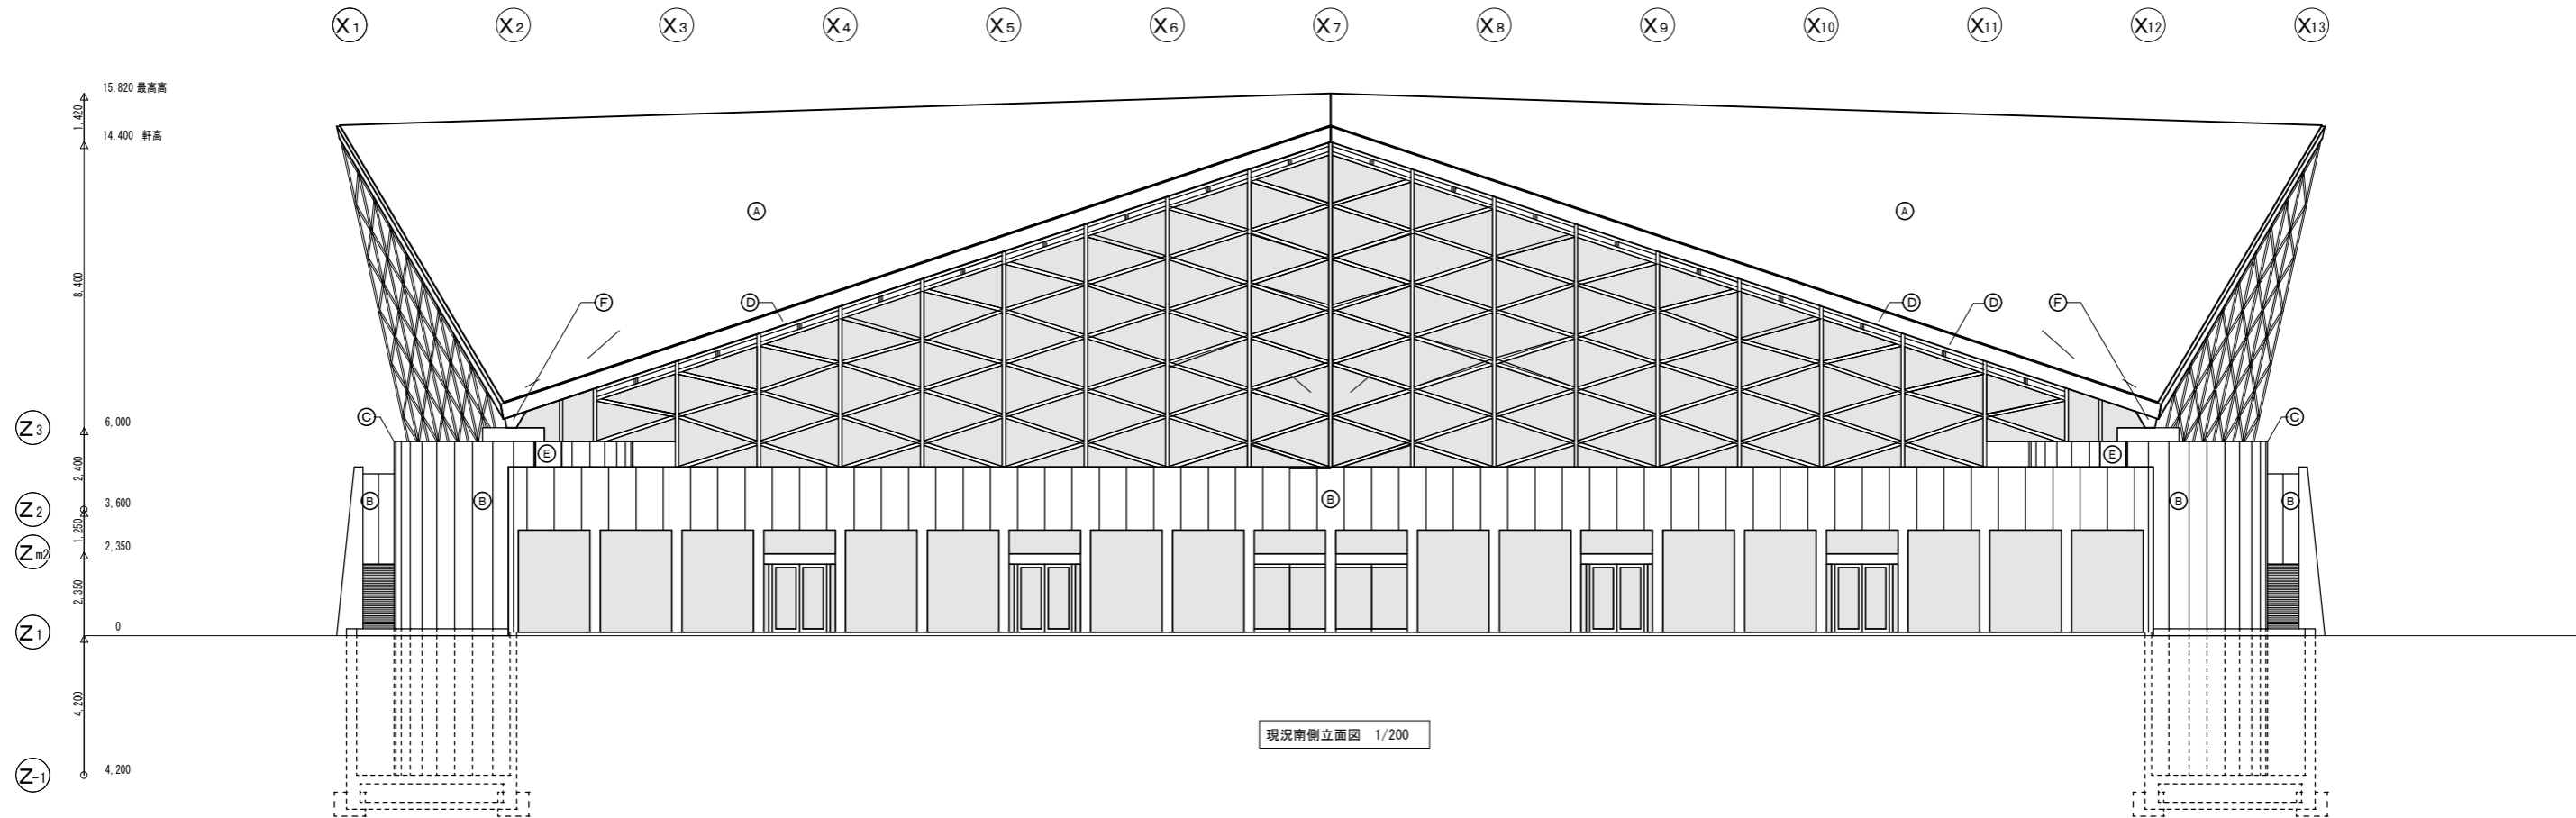 X1 X2 X3 X4 X5 X6 X7 X8 X9 X10 X11 X12 X13
15,820 最高高
1,420
14,400 軒高
A A
8,400
F D D D F
C C
Z3 6,000
E E
2,400
B B B B B
Z2 3,600
1,250
Zm2 2,350
2,350
Z1 0
4,200
現況南側立面図 1/200
Z-1 4,200